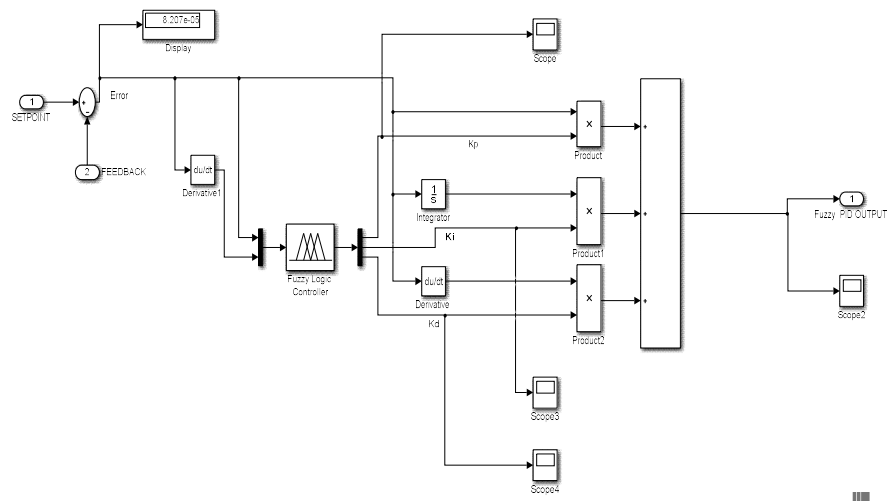 8.207e-05
Display
Scope
1
SETPOINT
+
-
Error
2
FEEDBACK
du/dt
Derivative1
Fuzzy Logic
Controller
Kp
x
Product
1
s
Integrator
Ki
x
Product1
du/dt
Derivative
Kd
x
Product2
+
+
+
1
Fuzzy PID OUTPUT
Scope2
Scope3
Scope4